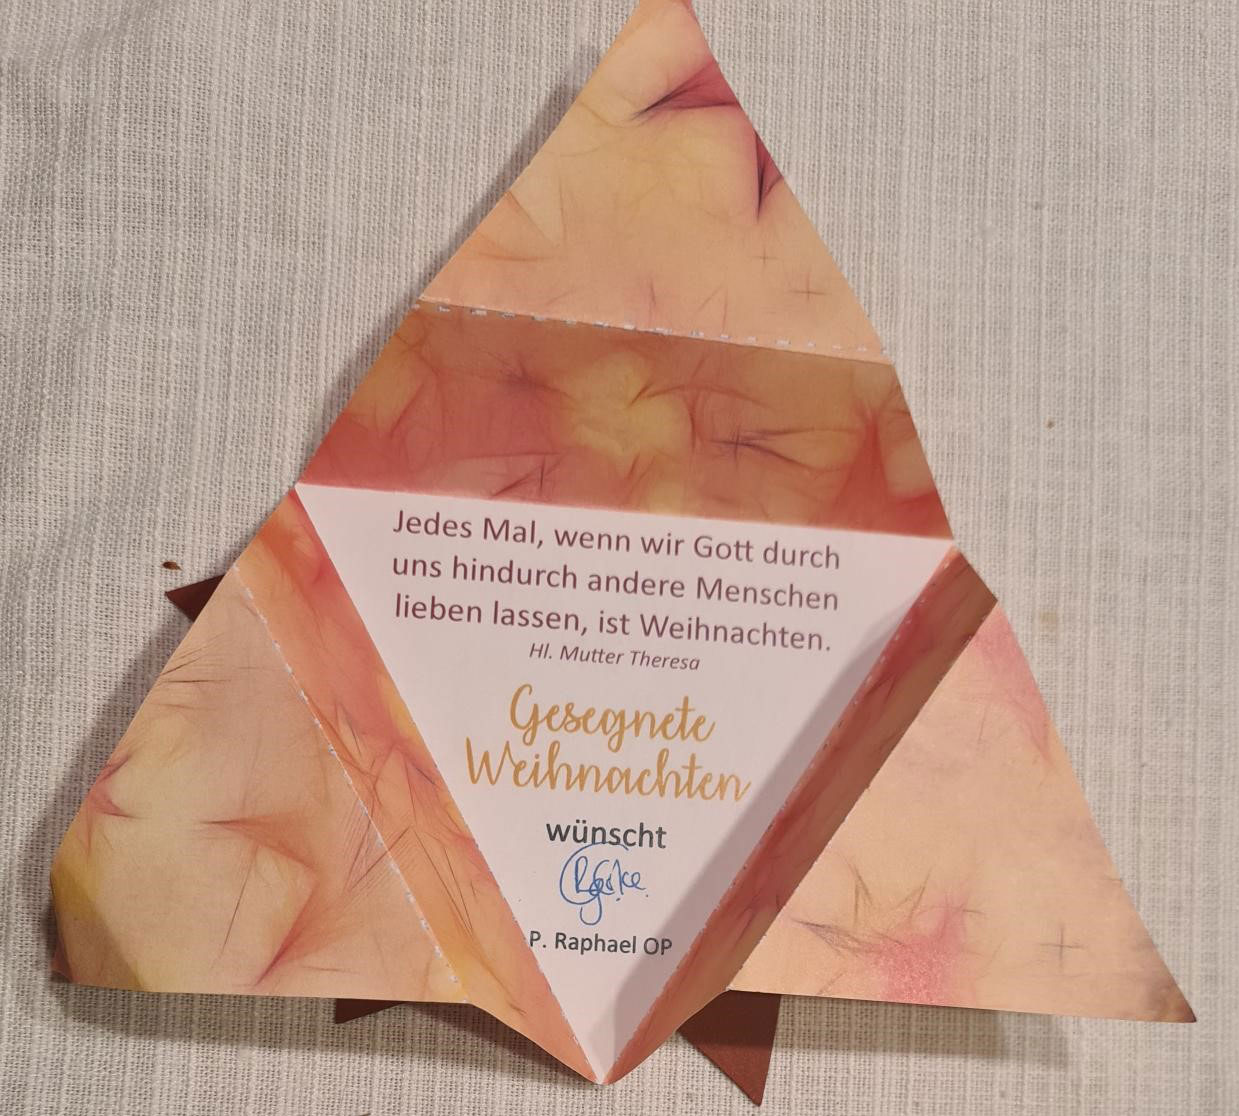 Jedes Mal, wenn wir Gott durch
uns hindurch andere Menschen
lieben lassen, ist Weihnachten.
Hl. Mutter Theresa
Gesegnete
Weihnachten
wünscht
P. Raphael OP